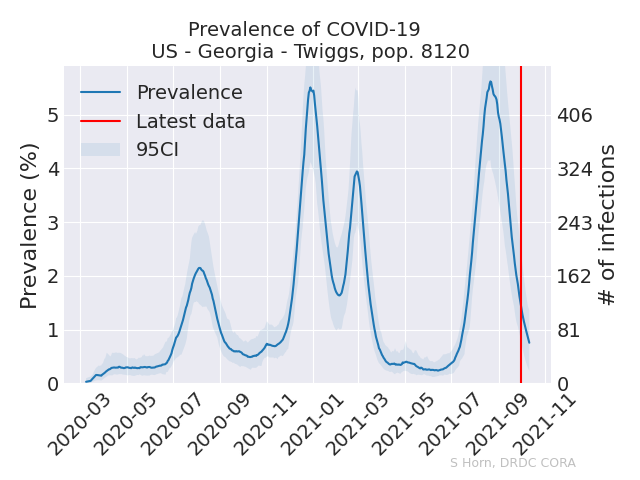 Prevalence of COVID-19
US - Georgia - Twiggs, pop. 8120
Prevalence
Latest data
95CI
Prevalence (%)
5
4
3
2
1
0
406
324
243
162
81
0
# of infections
2020-03
2020-05
2020-07
2020-09
2020-11
2021-01
2021-03
2021-05
2021-07
2021-09
2021-11
S Horn, DRDC CORA